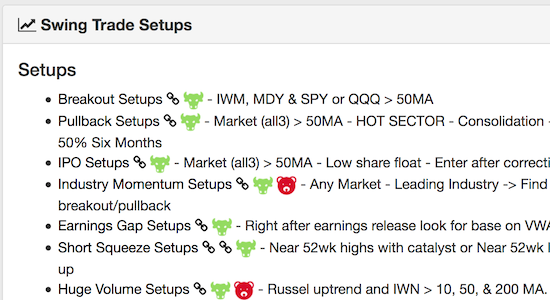 Swing Trade Setups
Setups
Breakout Setups - IWM, MDY & SPY or QQQ > 50MA
Pullback Setups - Market (all3) > 50MA - HOT SECTOR - Consolidation -
50% Six Months
IPO Setups - Market (all3) > 50MA - Low share float - Enter after correcti
Industry Momentum Setups - Any Market - Leading Industry -> Find
breakout/pullback
Earnings Gap Setups - Right after earnings release look for base on VWA
Short Squeeze Setups - Near 52wk highs with catalyst or Near 52wk l
up
Huge Volume Setups - Russel uptrend and IWN > 10, 50, & 200 MA.